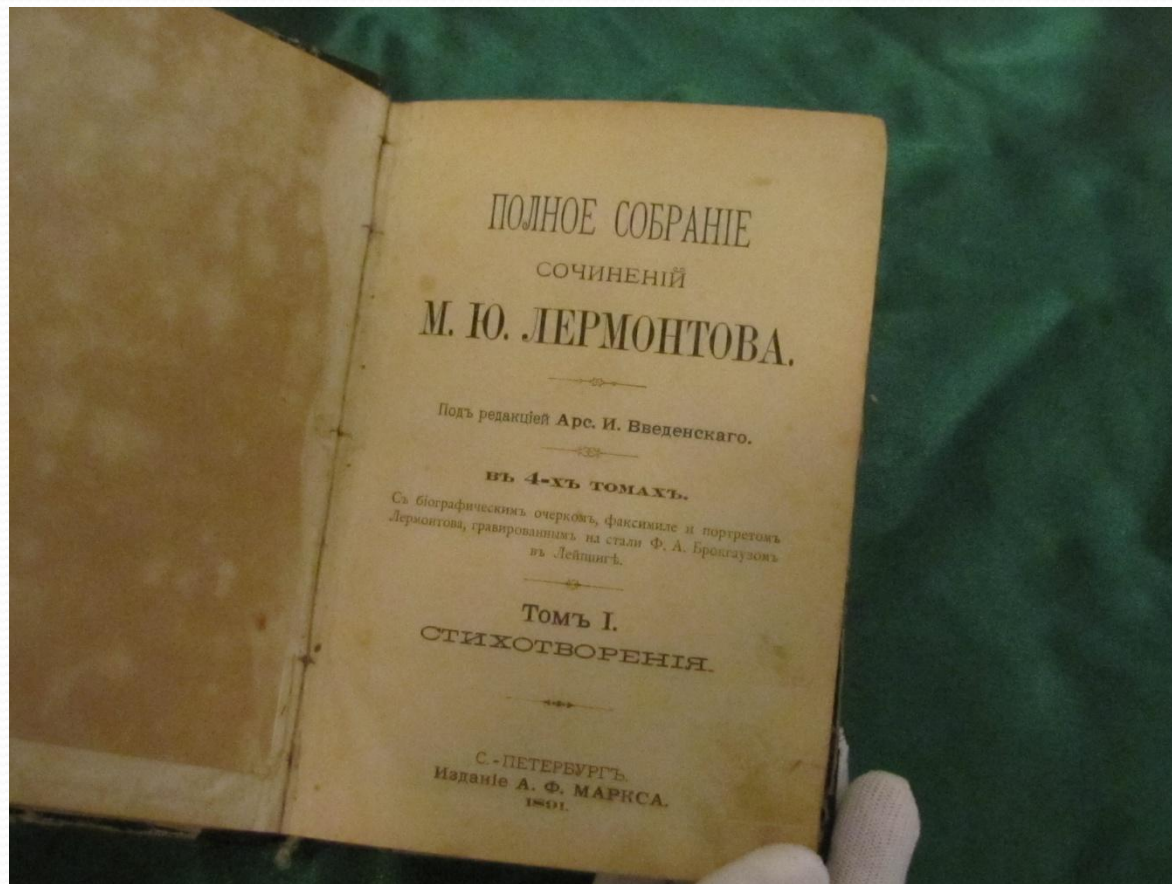 ПОЛНОЕ СОБРАНІЕ
СОЧИНЕНІЙ
М. Ю. ЛЕРМОНТОВА.
Подъ редакціей Арс. И. Введенскаго.
ВЪ 4-ХЪ ТОМАХЪ.
Съ біографическимъ очеркомъ, факсимиле и портретомъ
Лермонтова, гравированнымъ на стали Ф. А. Брокгаузомъ
въ Лейпцигѣ.
Томъ I.
СТИХОТВОРЕНІЯ.
С.-ПЕТЕРБУРГЪ.
Изданіе А. Ф. МАРКСА.
1891.